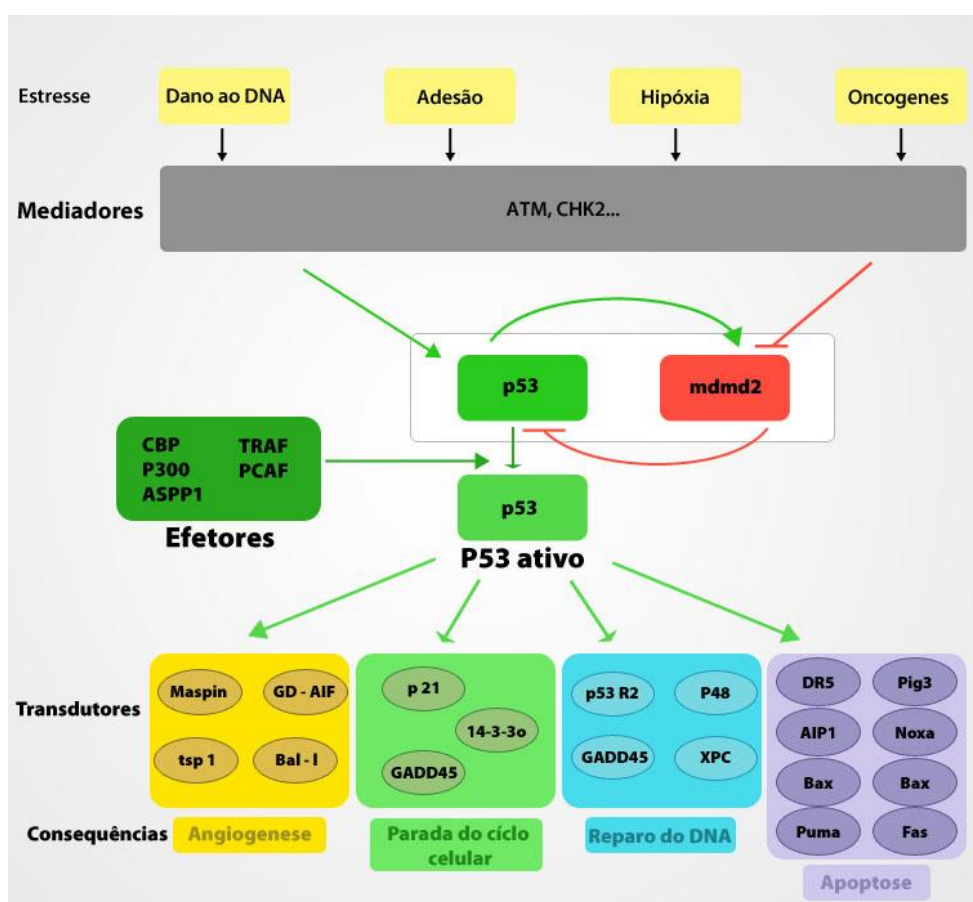 Estresse
Dano ao DNA
Adesão
Hipóxia
Oncogenes
Mediadores
ATM, CHK2...
p53
mdmd2
CBP TRAF
P300 PCAF
ASPP1
Efetores
p53
P53 ativo
Transdutores
Maspin
GD - AIF
tsp 1
Bal - I
p 21
14-3-3o
GADD45
p53 R2
P48
GADD45
XPC
DR5
Pig3
AIP1
Noxa
Bax
Bax
Puma
Fas
Consequências
Angiogenese
Parada do cíclo
celular
Reparo do DNA
Apoptose